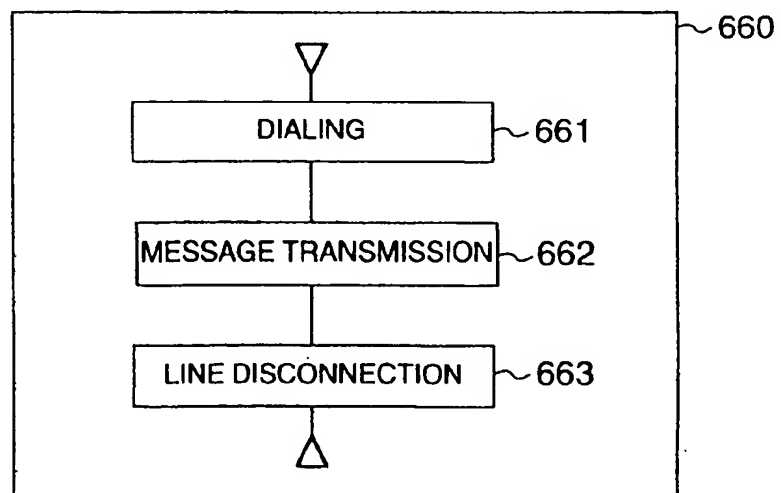 660
DIALING 661
MESSAGE TRANSMISSION 662
LINE DISCONNECTION 663